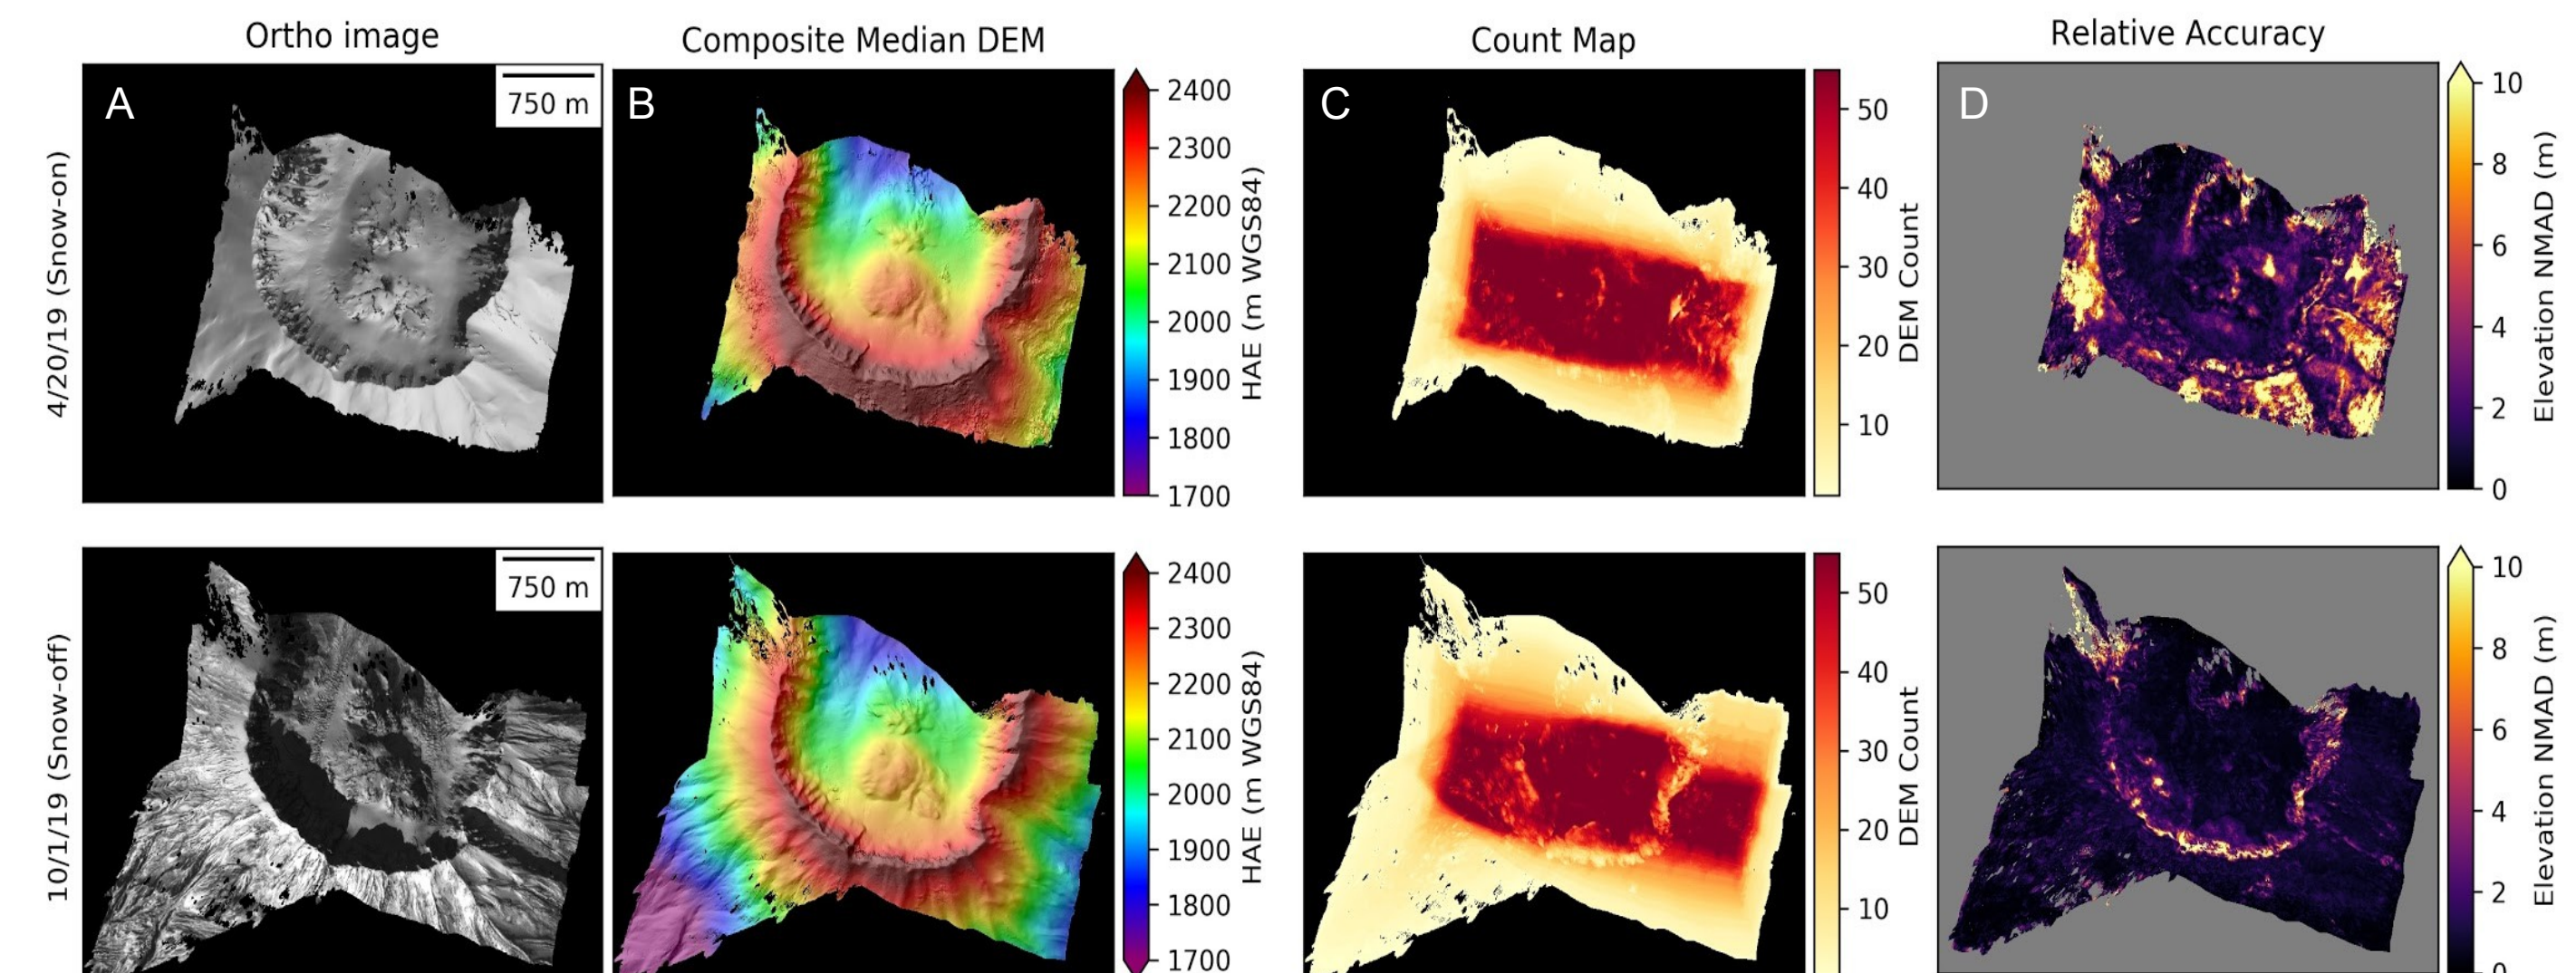 Ortho image
Composite Median DEM
Count Map
Relative Accuracy
4/20/19 (Snow-on)
A
750 m
B
2400
2300
2200
2100
2000
1900
1800
1700
HAE (m WGS84)
C
50
40
30
20
10
DEM Count
D
10
8
6
4
2
0
Elevation NMAD (m)
10/1/19 (Snow-off)
750 m
2400
2300
2200
2100
2000
1900
1800
1700
HAE (m WGS84)
50
40
30
20
10
DEM Count
10
8
6
4
2
0
Elevation NMAD (m)